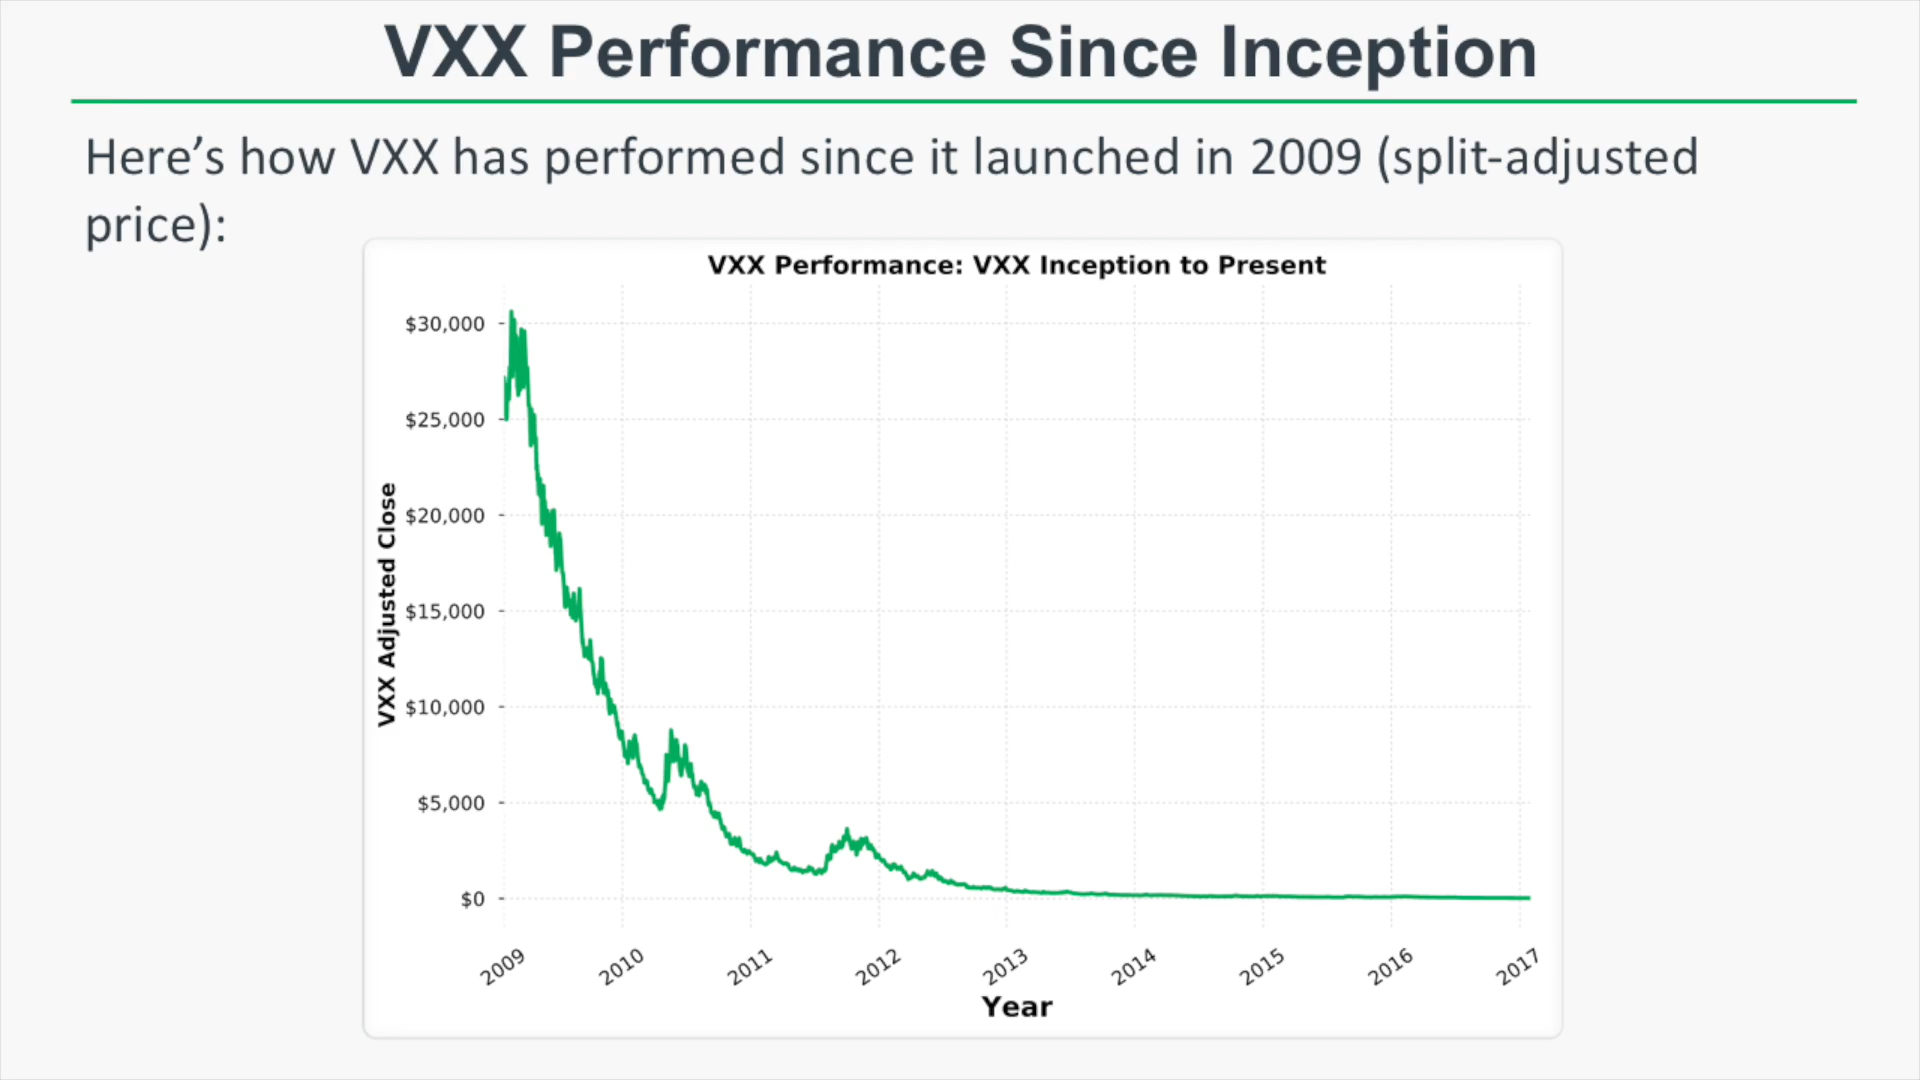 VXX Performance Since Inception
Here’s how VXX has performed since it launched in 2009 (split-adjusted
price):
VXX Performance: VXX Inception to Present
VXX Adjusted Close
$30,000
$25,000
$20,000
$15,000
$10,000
$5,000
$0
2009
2010
2011
2012
2013
2014
2015
2016
2017
Year